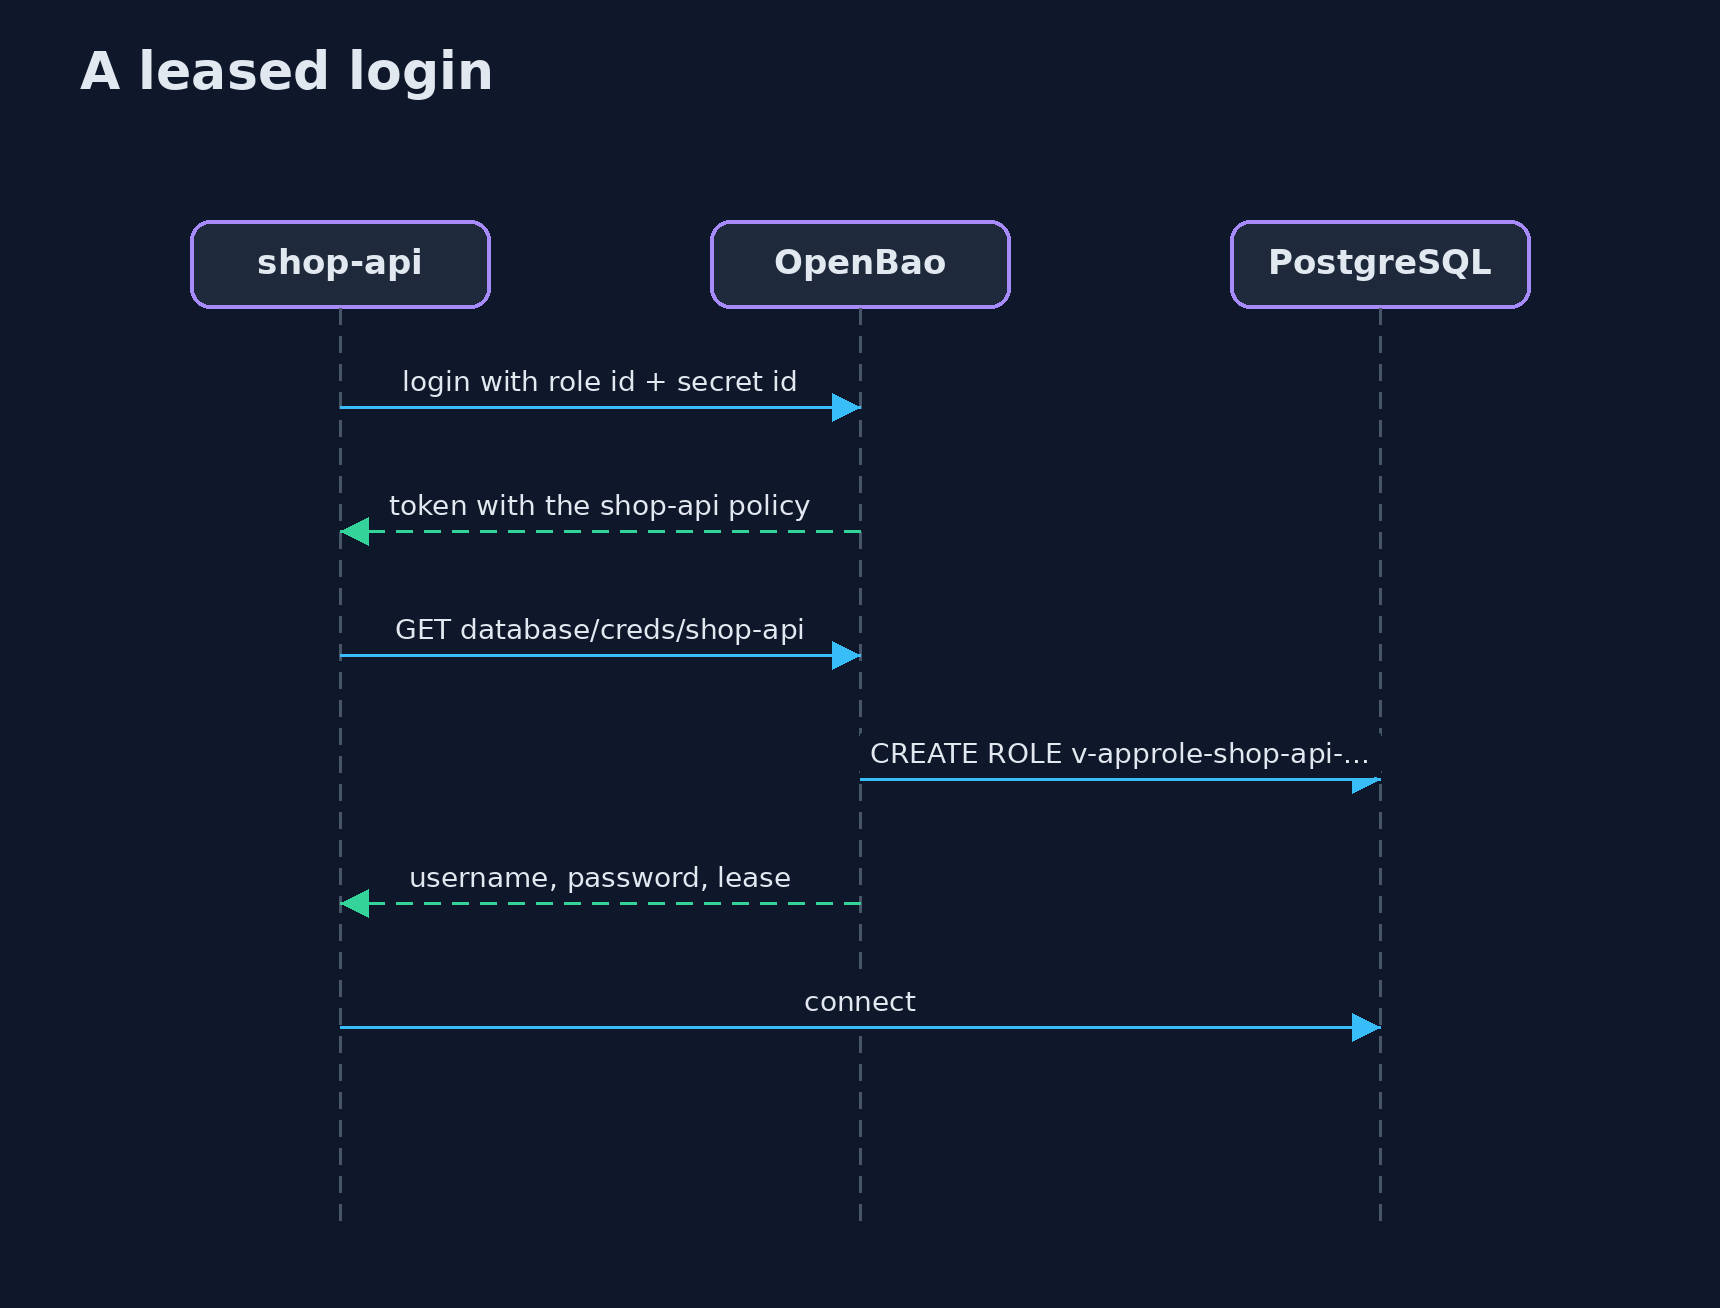 A leased login
shop-api
OpenBao
PostgreSQL
login with role id + secret id
token with the shop-api policy
GET database/creds/shop-api
CREATE ROLE v-approle-shop-api-...
username, password, lease
connect